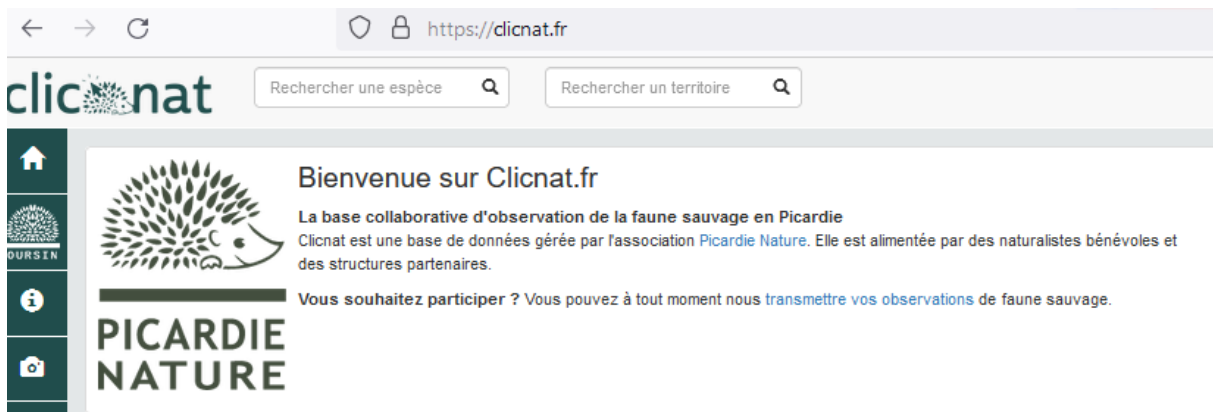 https://clicnat.fr
clic nat
Rechercher une espèce
Rechercher un territoire
Bienvenue sur Clicnat.fr
La base collaborative d'observation de la faune sauvage en Picardie
Clicnat est une base de données gérée par l'association Picardie Nature. Elle est alimentée par des naturalistes bénévoles et
des structures partenaires.
OURSIN
Vous souhaitez participer ? Vous pouvez à tout moment nous transmettre vos observations de faune sauvage.
PICARDIE
NATURE